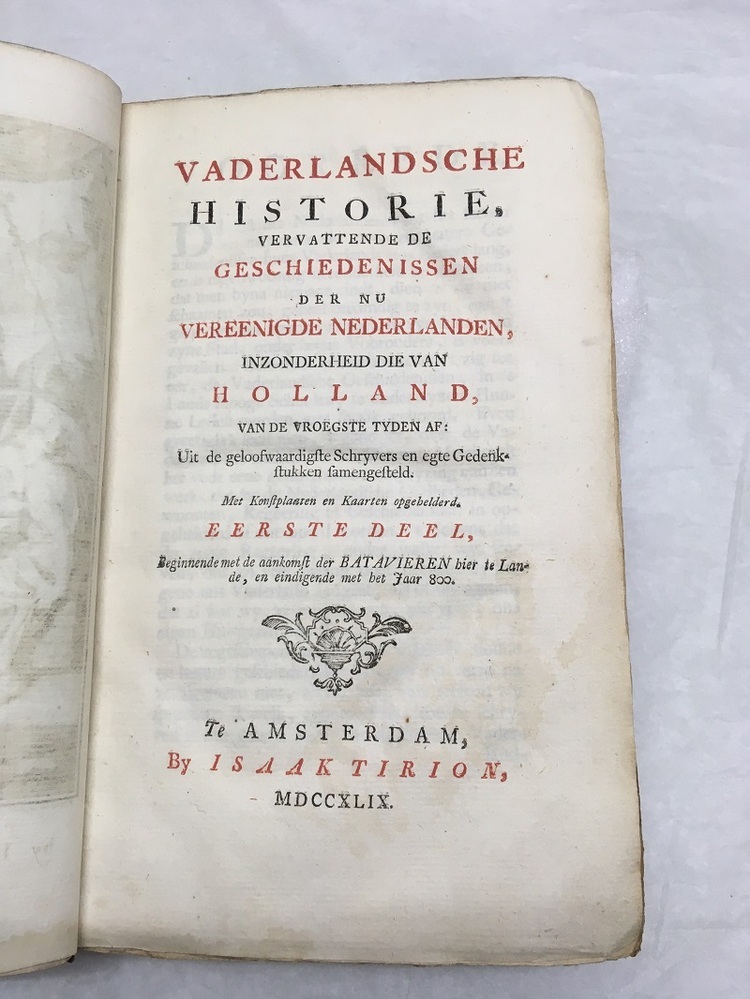 VADERLANDSCHE
HISTORIE,
VERVATTENDE DE
GESCHIEDENISSEN
DER NU
VEREENIGDE NEDERLANDEN,
INZONDERHEID DIE VAN
HOLLAND,
VAN DE VROEGSTE TYDEN AF:
Uit de geloofwaardigſte Schryvers en egte Gedenk-
ſtukken ſamengeſteld.
Met Konſtplaaten en Kaarten opgehelderd.
EERSTE DEEL,
Beginnende met de aankomſt der BATAVIEREN hier te Lan-
de, en eindigende met het Jaar 800.
Te AMSTERDAM,
By ISAAK TIRION,
MDCCXLIX.